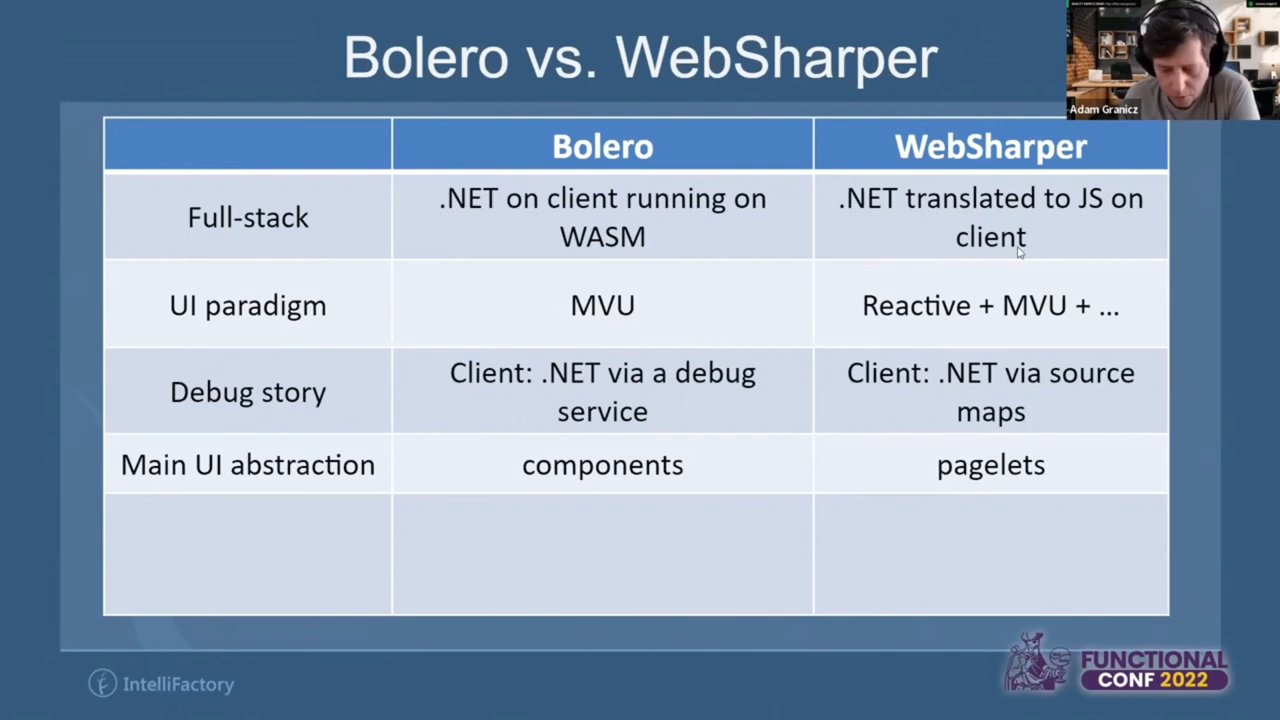 Bolero vs. WebSharper
Adam Granicz
Bolero
WebSharper
Full-stack
.NET on client running on
WASM
.NET translated to JS on
client
UI paradigm
MVU
Reactive + MVU + ...
Debug story
Client: .NET via a debug
service
Client: .NET via source
maps
Main UI abstraction
components
pagelets
IntelliFactory
FUNCTIONAL
CONF 2022